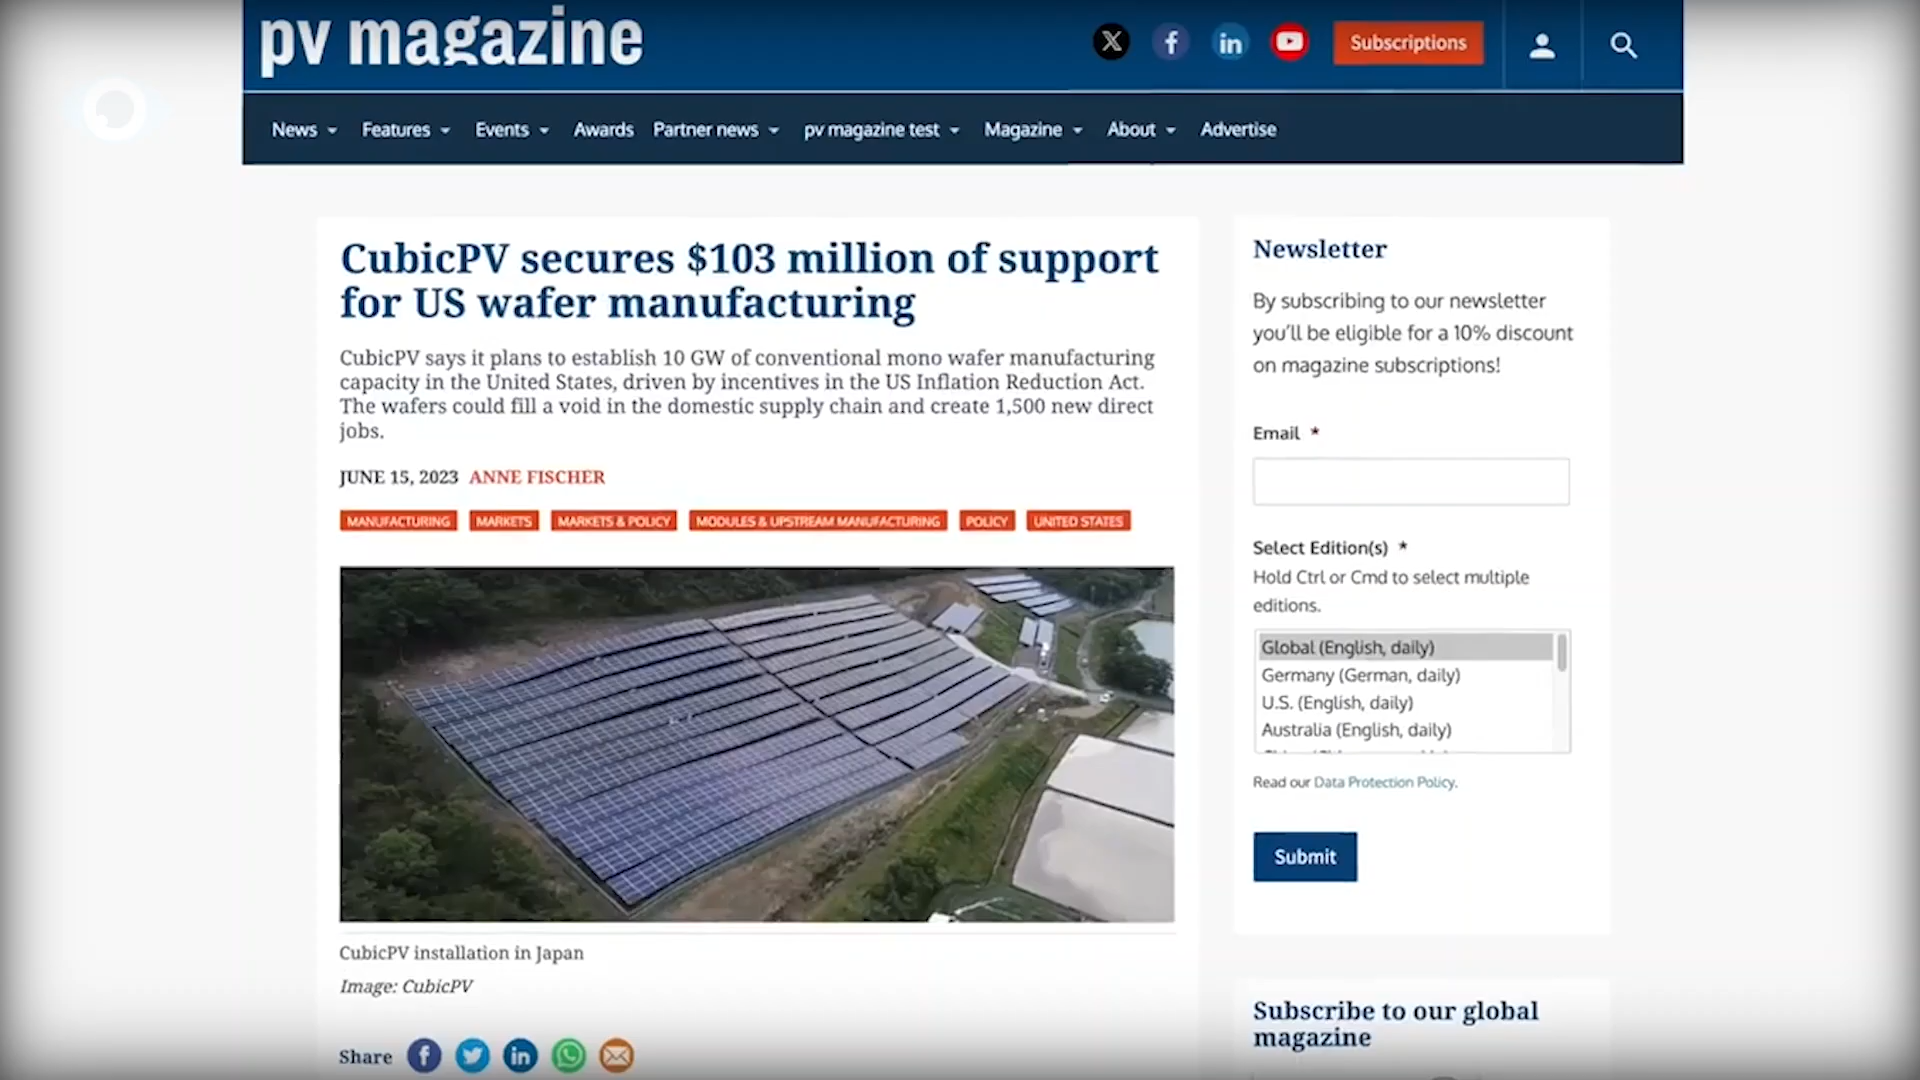 pv magazine
Subscriptions
News Features Events Awards Partner news pv magazine test Magazine About Advertise
CubicPV secures $103 million of support
for US wafer manufacturing
CubicPV says it plans to establish 10 GW of conventional mono wafer manufacturing
capacity in the United States, driven by incentives in the US Inflation Reduction Act.
The wafers could fill a void in the domestic supply chain and create 1,500 new direct
jobs.
JUNE 15, 2023 ANNE FISCHER
MANUFACTURING MARKETS MARKETS & POLICY MODULES & UPSTREAM MANUFACTURING POLICY UNITED STATES
CubicPV installation in Japan
Image: CubicPV
Share
Newsletter
By subscribing to our newsletter
you'll be eligible for a 10% discount
on magazine subscriptions!
Email *
Select Edition(s) *
Hold Ctrl or Cmd to select multiple
editions.
Global (English, daily)
Germany (German, daily)
U.S. (English, daily)
Australia (English, daily)
Read our Data Protection Policy.
Submit
Subscribe to our global
magazine